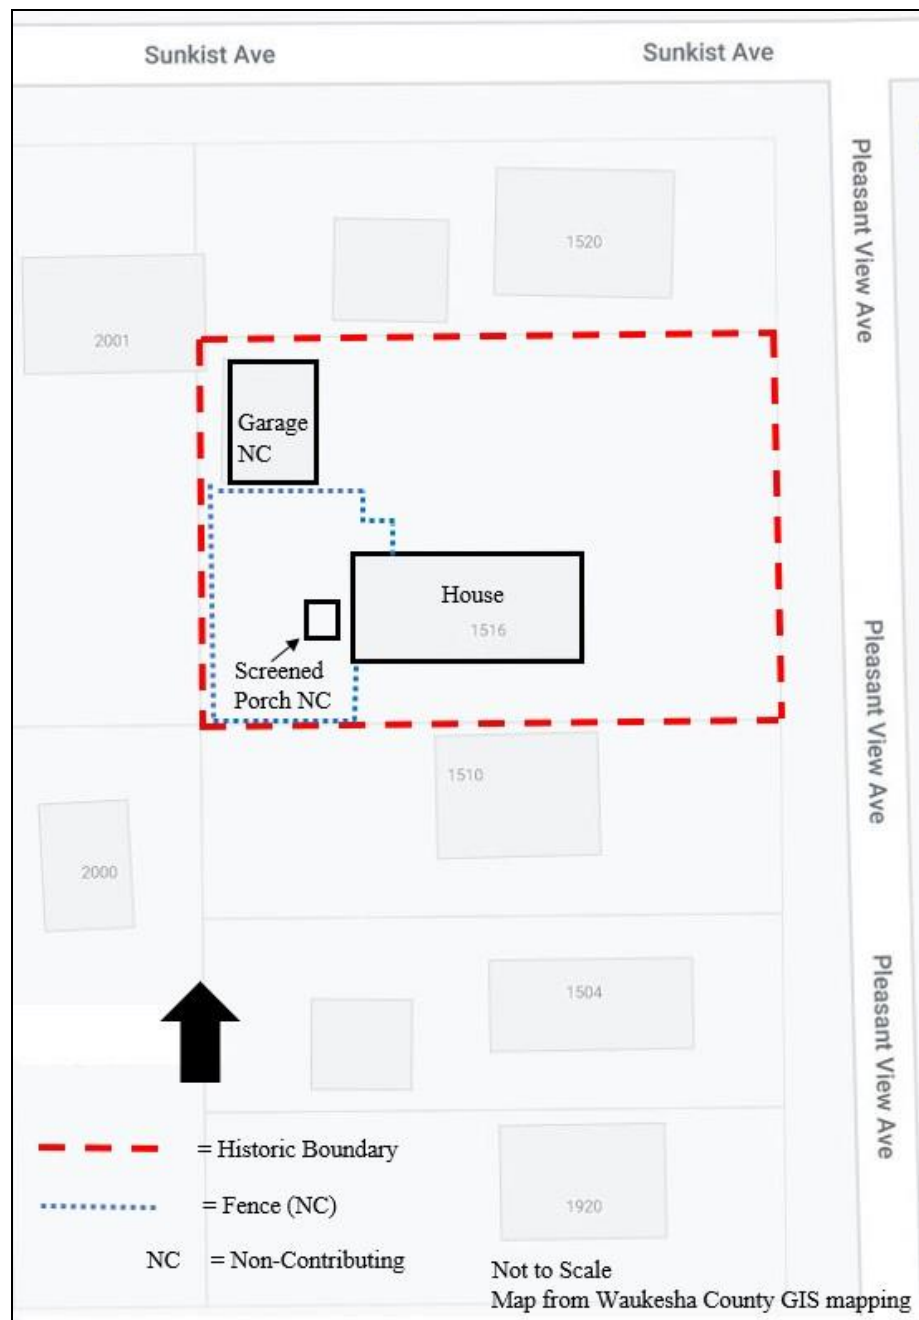 Sunkist Ave
Sunkist Ave
Pleasant View Ave
1520
2001
Garage
NC
House
1516
Screened
Porch NC
Pleasant View Ave
1510
2000
Pleasant View Ave
1504
= Historic Boundary
= Fence (NC)
1920
NC = Non-Contributing
Not to Scale
Map from Waukesha County GIS mapping